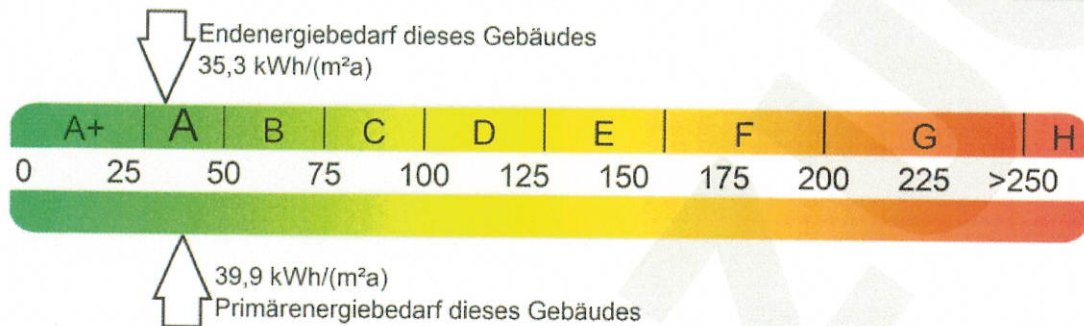 Endenergiebedarf dieses Gebäudes
35,3 kWh/(m²a)
A+ A B C D E F G H
0 25 50 75 100 125 150 175 200 225 >250
39,9 kWh/(m²a)
Primärenergiebedarf dieses Gebäudes